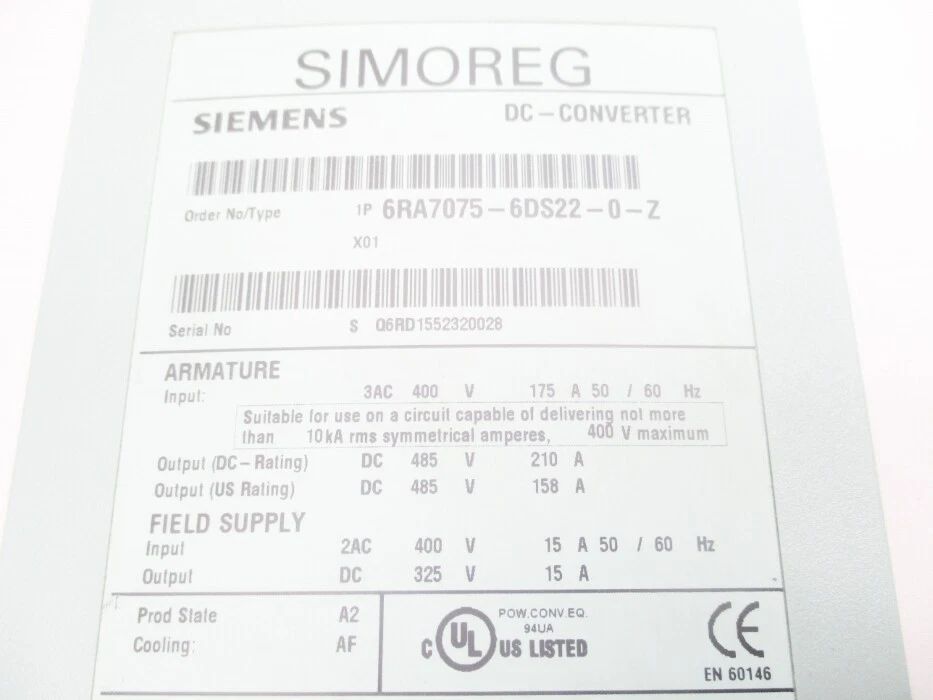 SIMOREG
SIEMENS DC-CONVERTER
Order No/Type 1P 6RA7075-6DS22-0-Z
X01
Serial No S Q6RD1552320028
ARMATURE
Input: 3AC 400 V 175 A 50 / 60 Hz
Suitable for use on a circuit capable of delivering not more
than 10kA rms symmetrical amperes, 400 V maximum
Output (DC-Rating) DC 485 V 210 A
Output (US Rating) DC 485 V 158 A
FIELD SUPPLY
Input 2AC 400 V 15 A 50 / 60 Hz
Output DC 325 V 15 A
Prod State A2
Cooling: AF
POW.CONV.EQ.
94UA
C UL US LISTED
CE
EN 60146